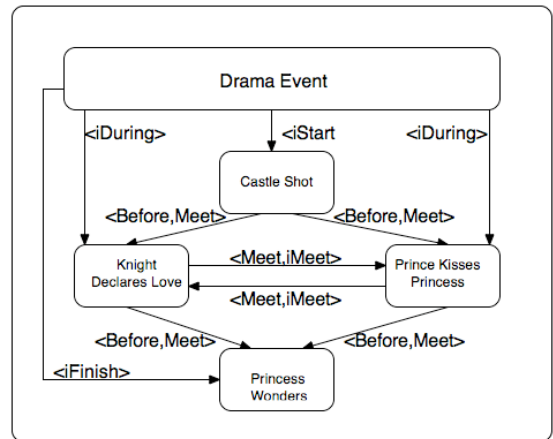 Drama Event
<iDuring>
<iStart
<iDuring>
Castle Shot
<Before,Meet>
<Before,Meet>
Knight
Declares Love
<Meet,iMeet>
Prince Kisses
Princess
<Meet,iMeet>
<Before,Meet>
<Before,Meet>
<iFinish>
Princess
Wonders